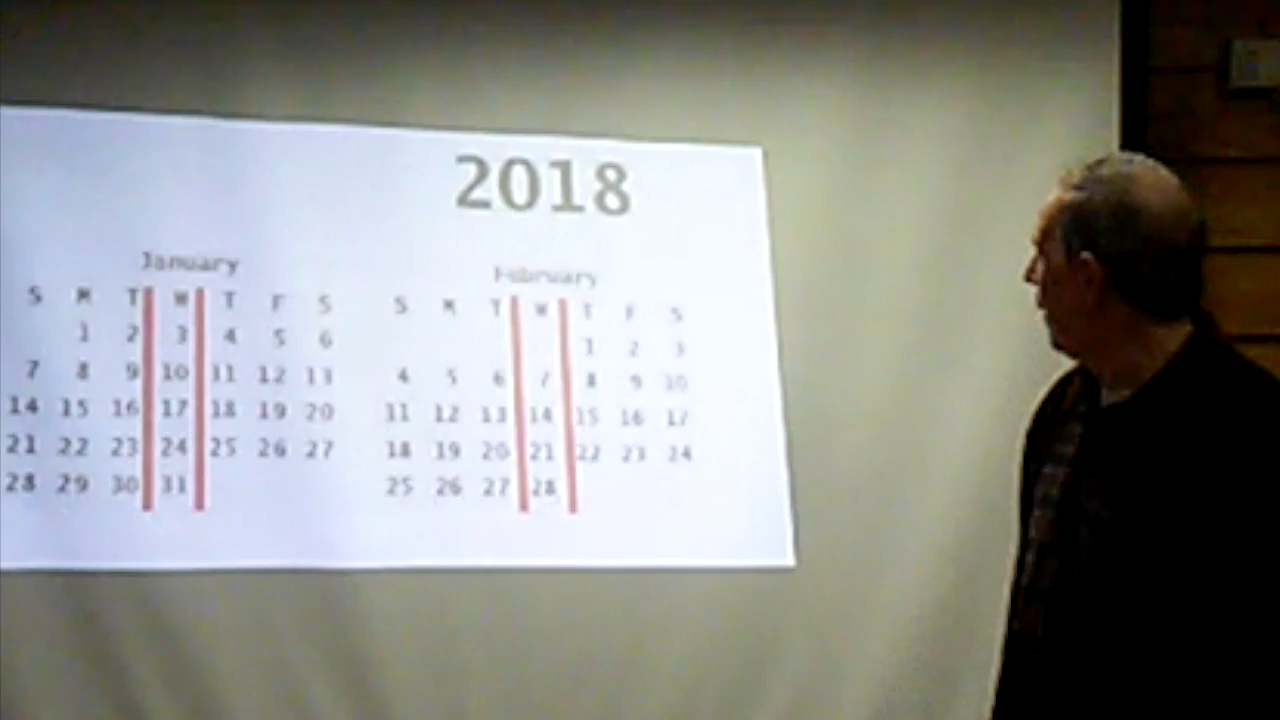 2018
January
S M T W T F S
1 2 3 4 5 6
7 8 9 10 11 12 13
14 15 16 17 18 19 20
21 22 23 24 25 26 27
28 29 30 31
February
S M T W T F S
1 2 3
4 5 6 7 8 9 10
11 12 13 14 15 16 17
18 19 20 21 22 23 24
25 26 27 28